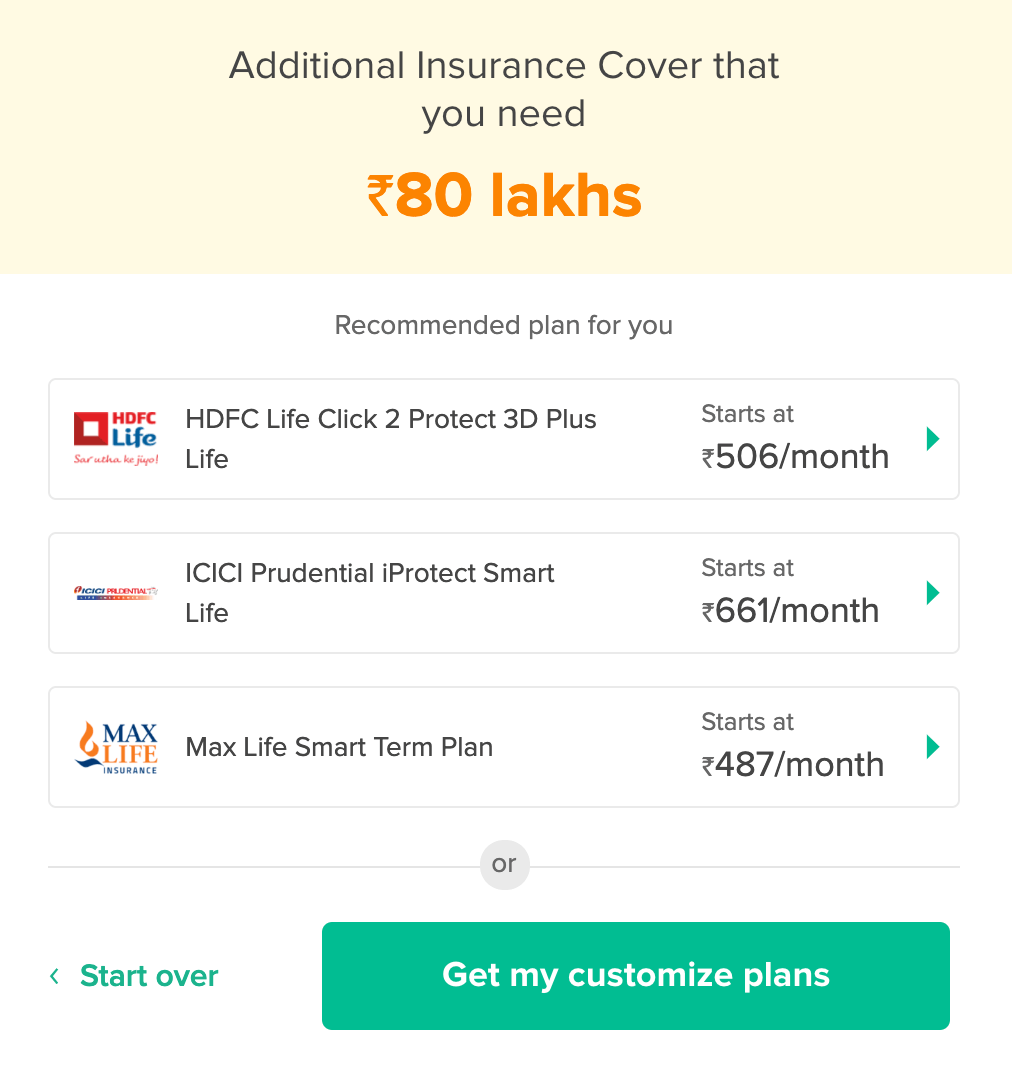 Additional Insurance Cover that
you need
₹80 lakhs
Recommended plan for you
HDFC
Life
Sar utha ke jiyo!
HDFC Life Click 2 Protect 3D Plus
Life
Starts at
₹506/month
ICICI PRUDENTIAL
ICICI Prudential iProtect Smart
Life
Starts at
₹661/month
MAX
LIFE
INSURANCE
Max Life Smart Term Plan
Starts at
₹487/month
or
Start over
Get my customize plans